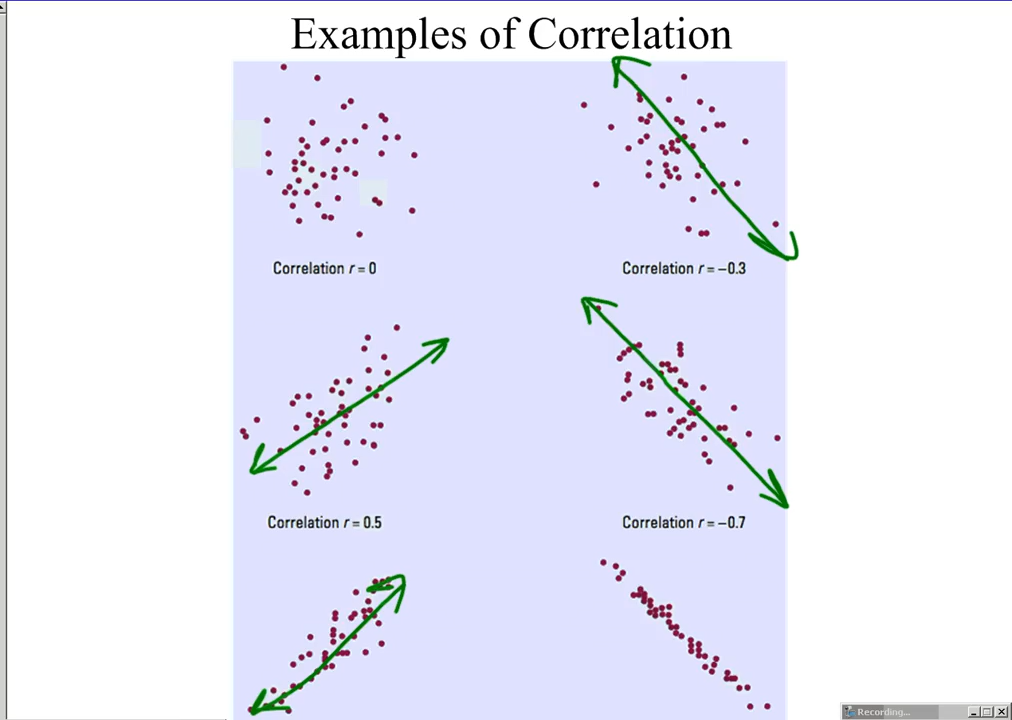 Examples of Correlation
Correlation r = 0
Correlation r = −0.3
Correlation r = 0.5
Correlation r = −0.7
Recording...